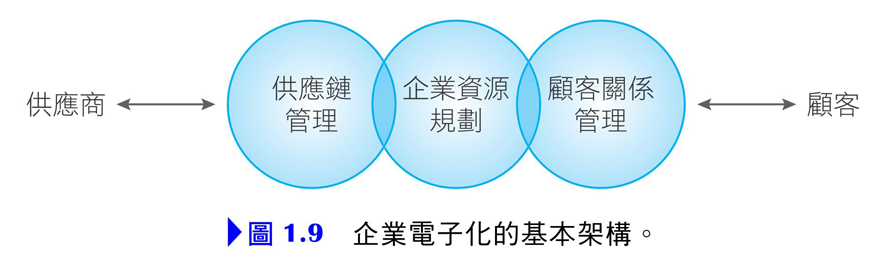 供應商
供應鏈
管理
企業資源
規劃
顧客關係
管理
顧客
圖 1.9 企業電子化的基本架構。